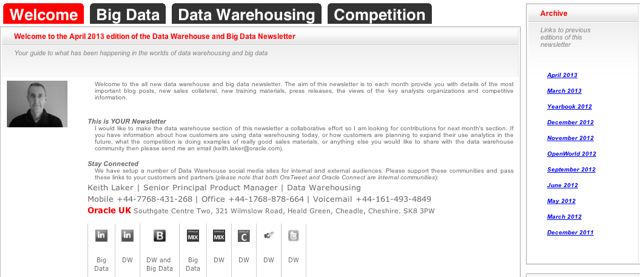 Welcome Big Data Data Warehousing Competition
Welcome to the April 2013 edition of the Data Warehouse and Big Data Newsletter
Your guide to what has been happening in the worlds of data warehousing and big data
Welcome to the all new data warehouse and big data newsletter. The aim of this newsletter is to each month provide you with details of the most
important blog posts, new sales collateral, new training materials, press releases, the views of the key analysts organizations and competitive
information.
This is YOUR Newsletter
I would like to make the data warehouse section of this newsletter a collaborative effort so I am looking for contributions for next month's section. If
you have information about how customers are using data warehousing today, or how customers are planning to expand their use analytics in the
future, what the competition is doing examples of really good sales materials, or anything else you would like to share with the data warehouse
community then please send me an email (keith.laker@oracle.com).
Stay Connected
We have setup a number of Data Warehouse social media sites for internal and external audiences. Please support these communities and pass
these links to your customers and partners (please note that both OraTweet and Oracle Connect are internal communities):
Keith Laker | Senior Principal Product Manager | Data Warehousing
Mobile +44-7768-431-268 | Office +44-1768-878-664 | Voicemail +44-161-493-4849
Oracle UK Southgate Centre Two, 321 Wilmslow Road, Heald Green, Cheadle, Cheshire. SK8 3PW
in in B MIX MIX C
Big Data DW DW and Big Data Big Data DW DW DW DW
Archive
Links to previous
editions of this
newsletter
April 2013
March 2013
Yearbook 2012
December 2012
November 2012
OpenWorld 2012
September 2012
June 2012
May 2012
March 2012
December 2011